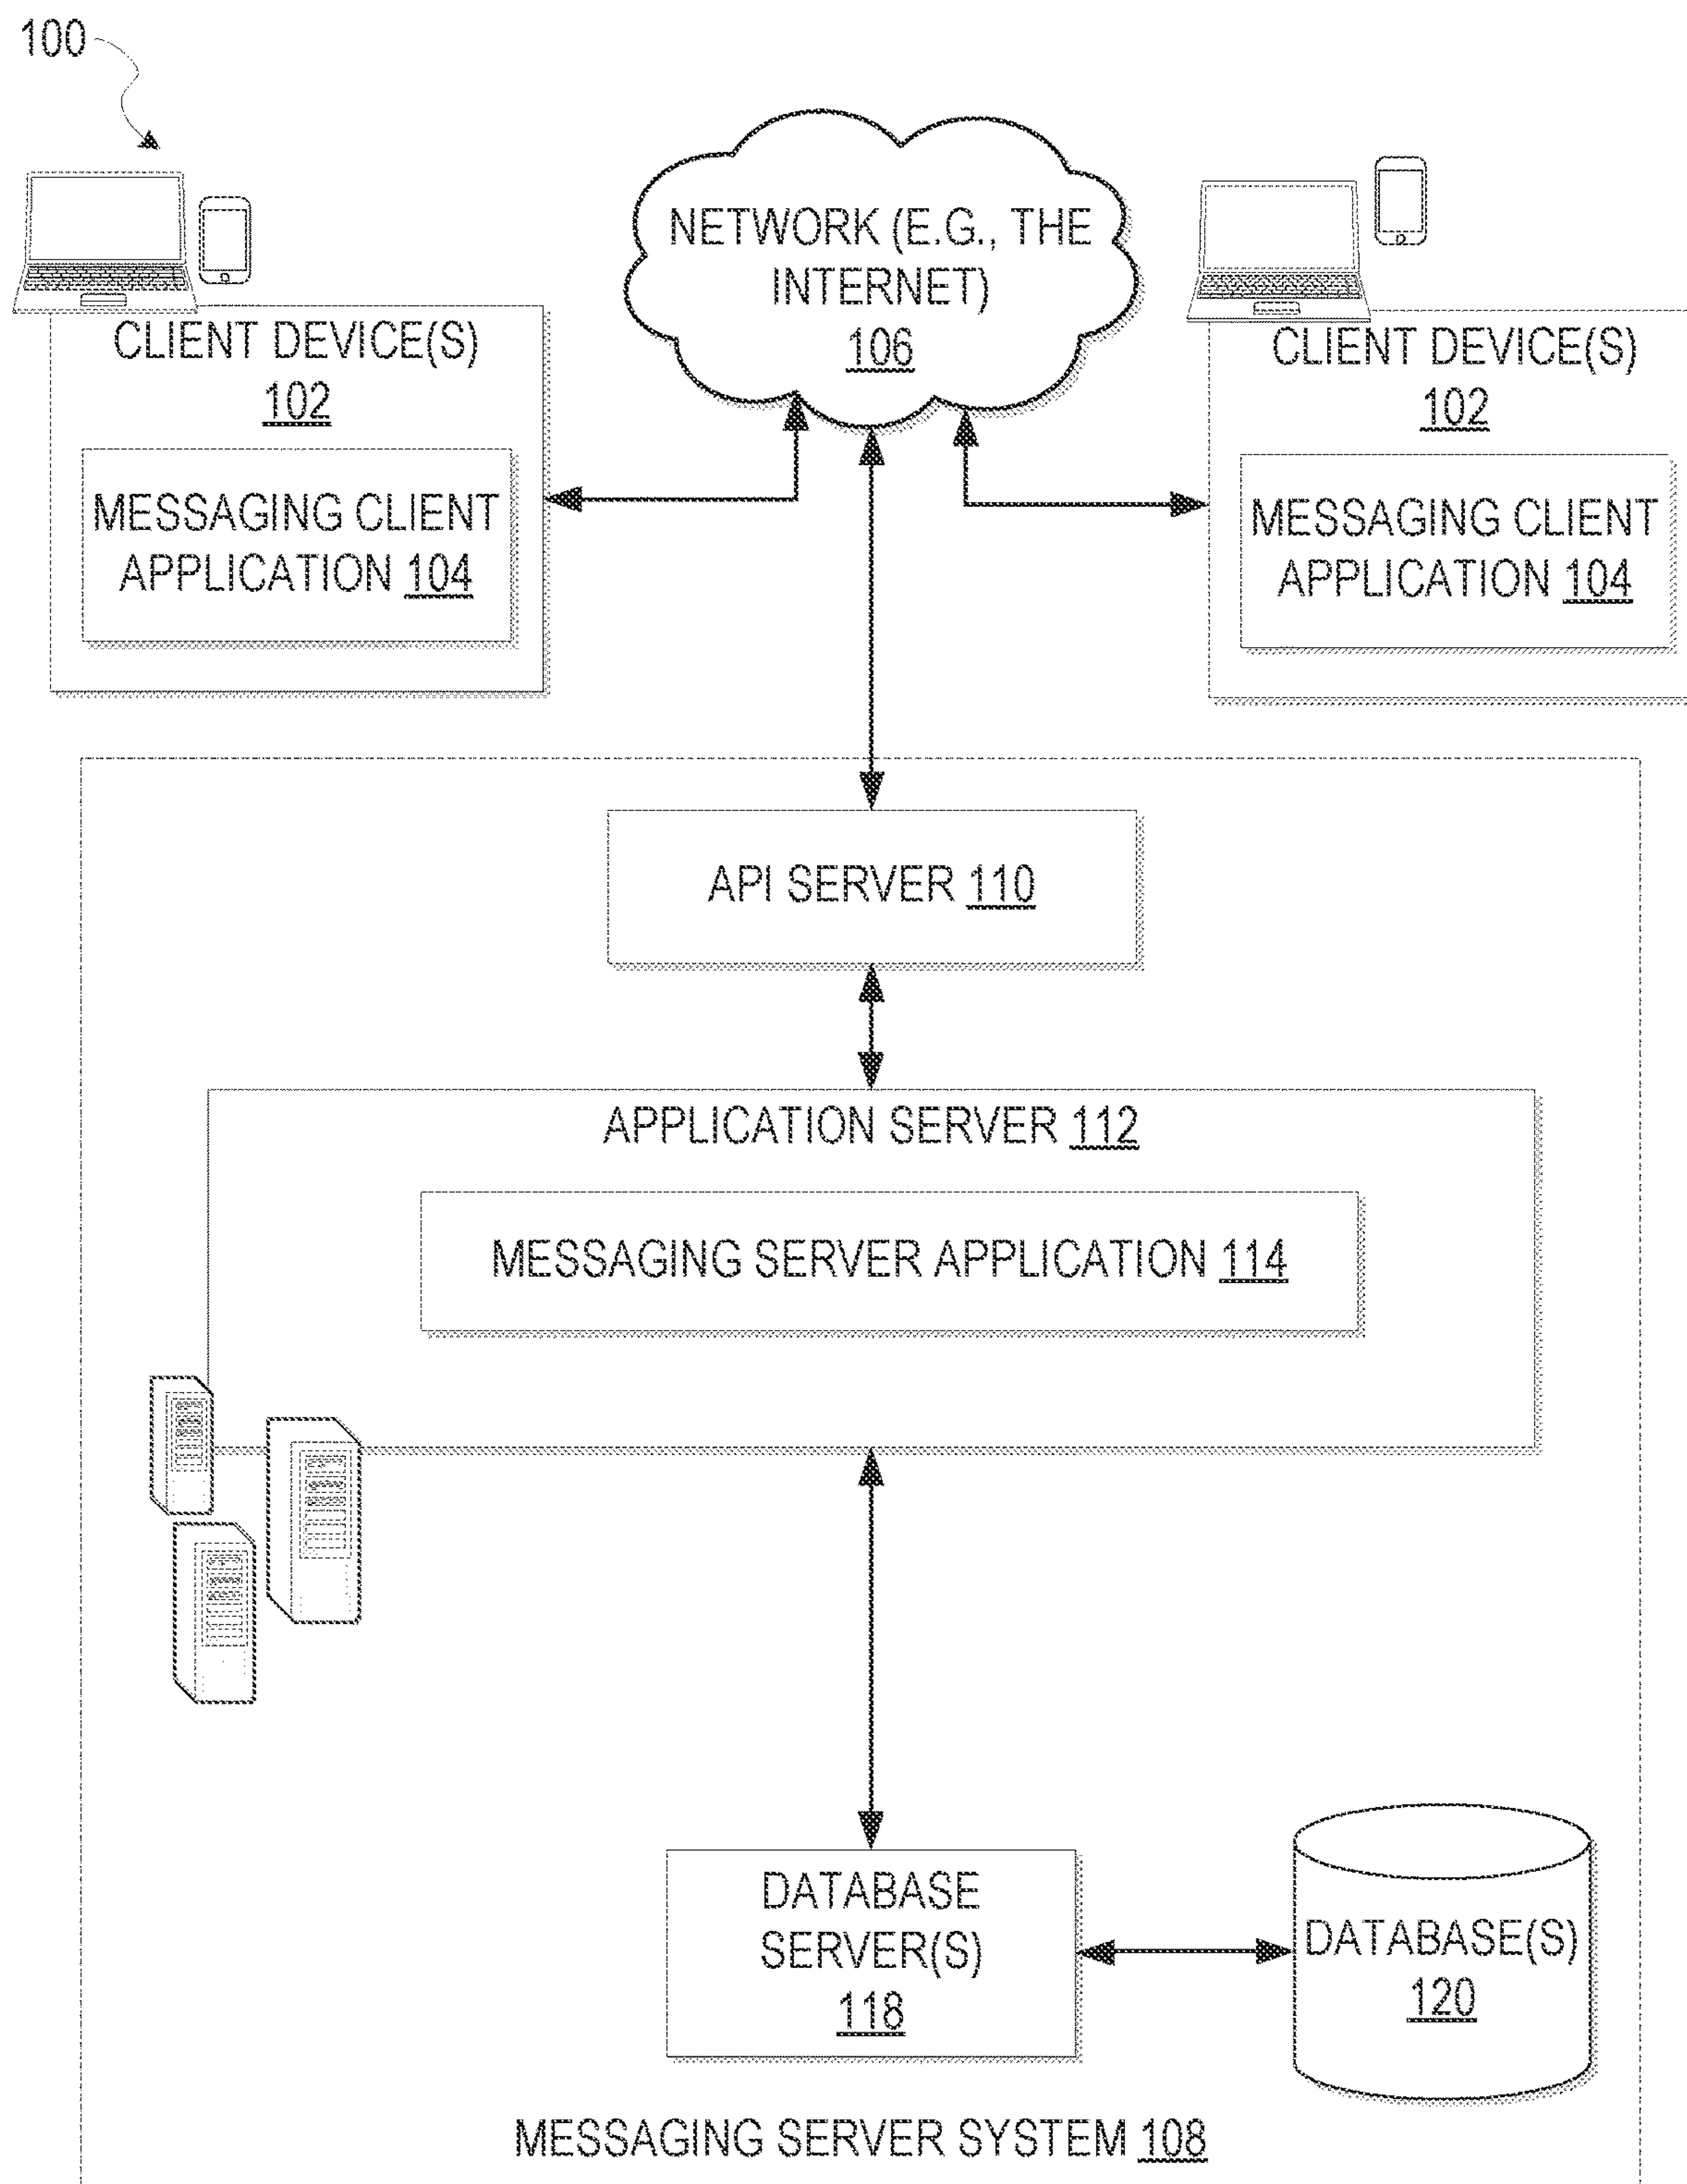 100
NETWORK (E.G., THE
INTERNET)
106
CLIENT DEVICE(S)
102
MESSAGING CLIENT
APPLICATION 104
CLIENT DEVICE(S)
102
MESSAGING CLIENT
APPLICATION 104
API SERVER 110
APPLICATION SERVER 112
MESSAGING SERVER APPLICATION 114
DATABASE
SERVER(S)
118
DATABASE(S)
120
MESSAGING SERVER SYSTEM 108